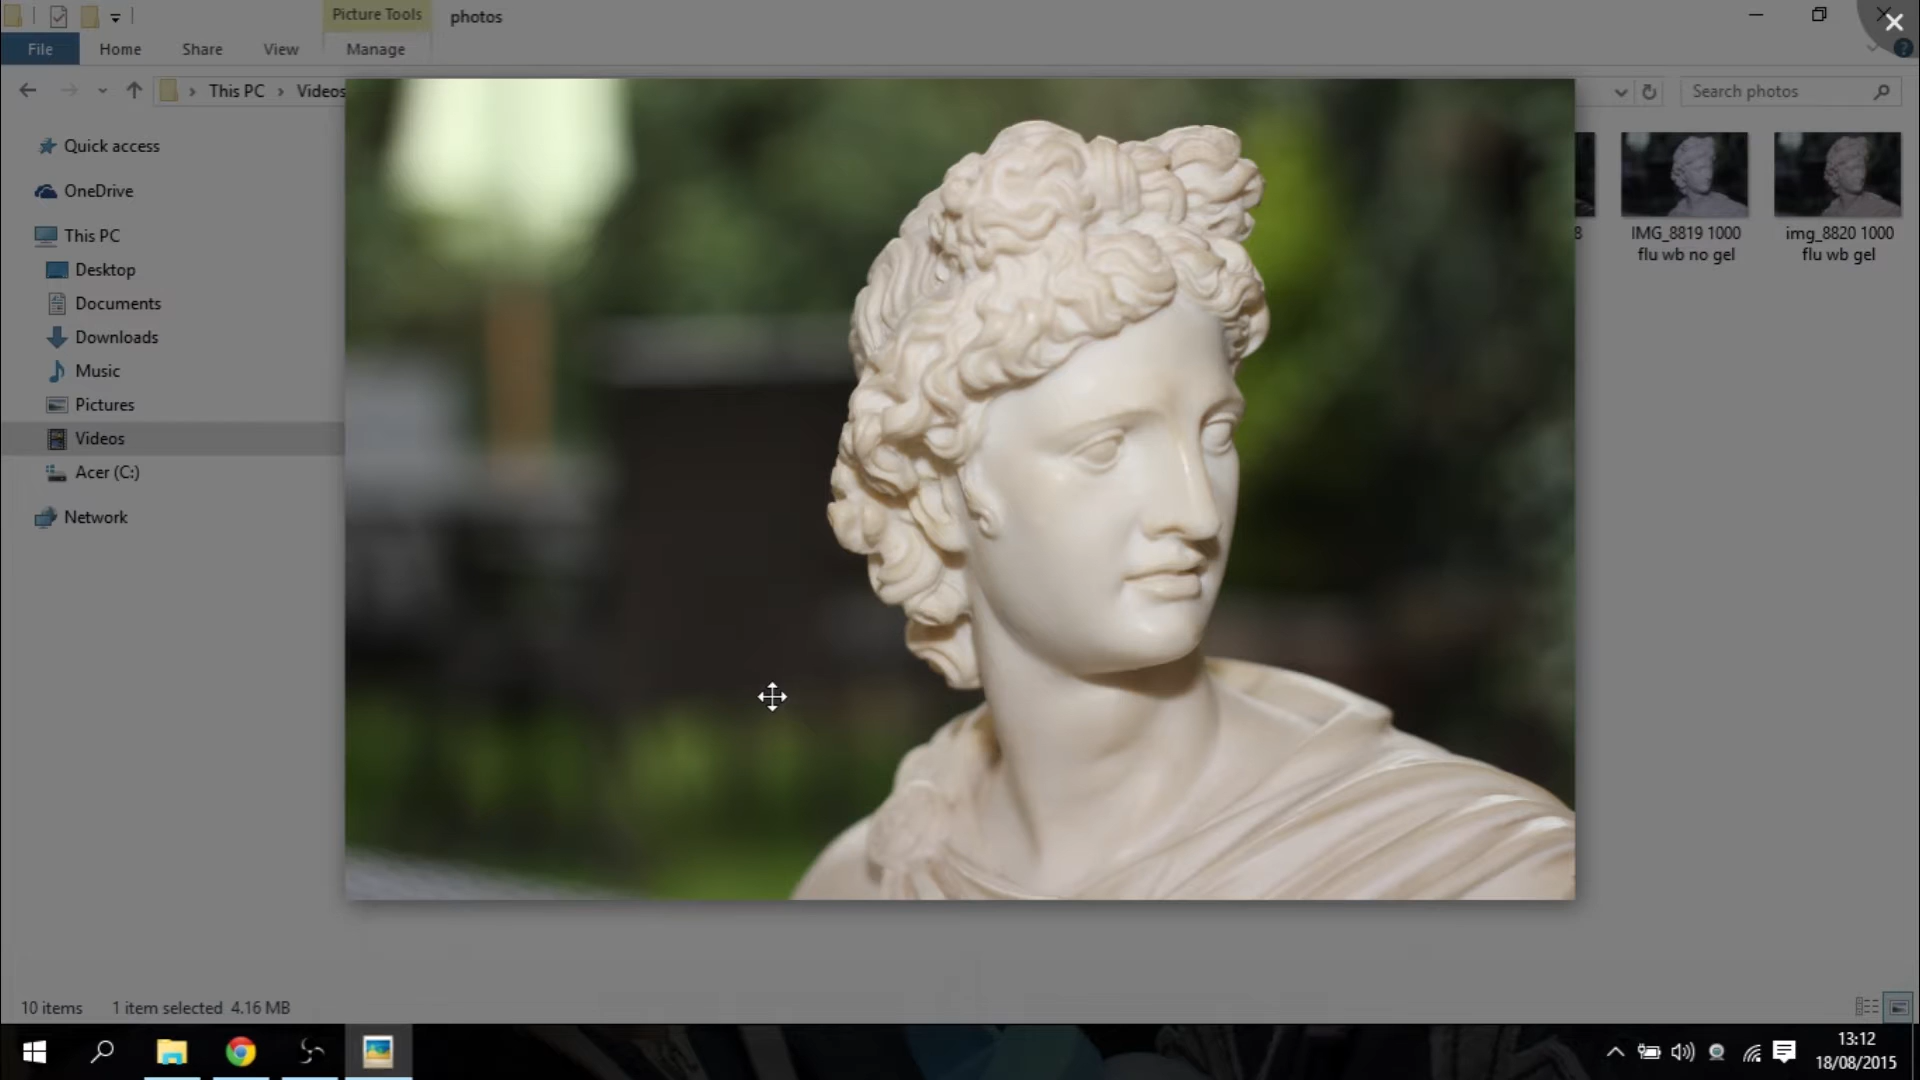 Picture Tools
photos
File
Home
Share
View
Manage
This PC
Videos
Search photos
Quick access
OneDrive
This PC
Desktop
Documents
Downloads
Music
Pictures
Videos
Acer (C:)
Network
8
IMG_8819 1000
flu wb no gel
img_8820 1000
flu wb gel
10 items
1 item selected 4.16 MB
13:12
18/08/2015